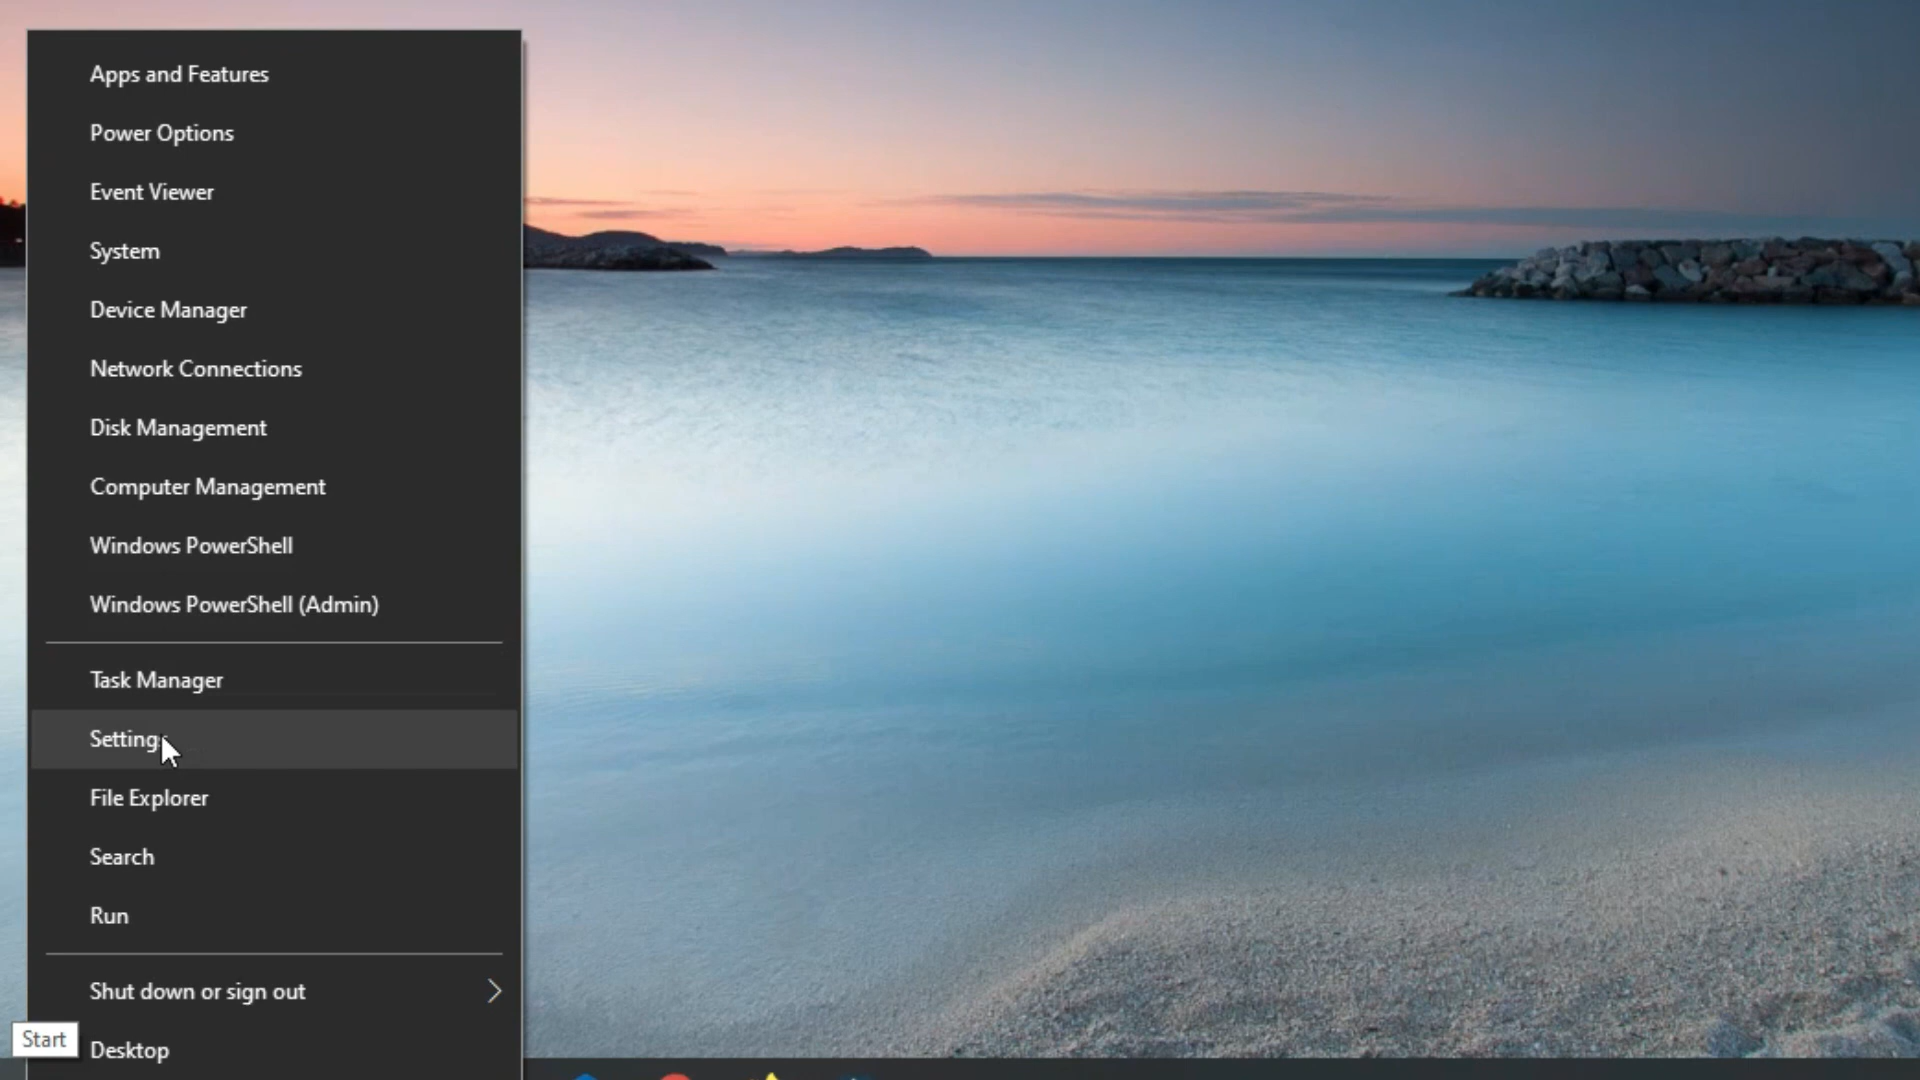 Apps and Features
Power Options
Event Viewer
System
Device Manager
Network Connections
Disk Management
Computer Management
Windows PowerShell
Windows PowerShell (Admin)
Task Manager
Settings
File Explorer
Search
Run
Shut down or sign out
Start
Desktop